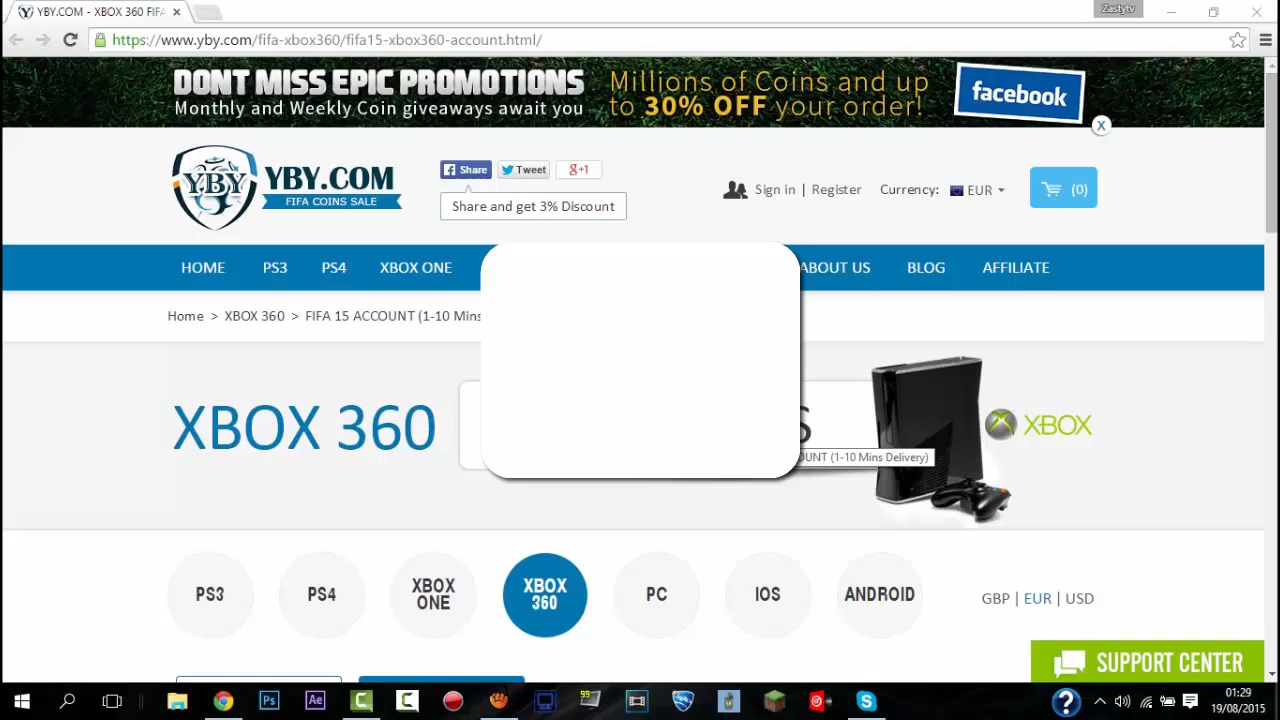 YBY.COM - XBOX 360 FIFA
Zastytv
https://www.yby.com/fifa-xbox360/fifa15-xbox360-account.html/
DONT MISS EPIC PROMOTIONS
Monthly and Weekly Coin giveaways await you
Millions of Coins and up
to 30% OFF your order!
facebook
X
YBY
YBY.COM
FIFA COINS SALE
Share
Tweet
g+1
Share and get 3% Discount
Sign in | Register
Currency: EUR
(0)
HOME PS3 PS4 XBOX ONE ABOUT US BLOG AFFILIATE
Home > XBOX 360 > FIFA 15 ACCOUNT (1-10 Mins
XBOX 360
S
(1-10 Mins Delivery)
XBOX
PS3
PS4
XBOX
ONE
XBOX
360
PC
IOS
ANDROID
GBP | EUR | USD
SUPPORT CENTER
Ps
Ae
99
01:29
19/08/2015